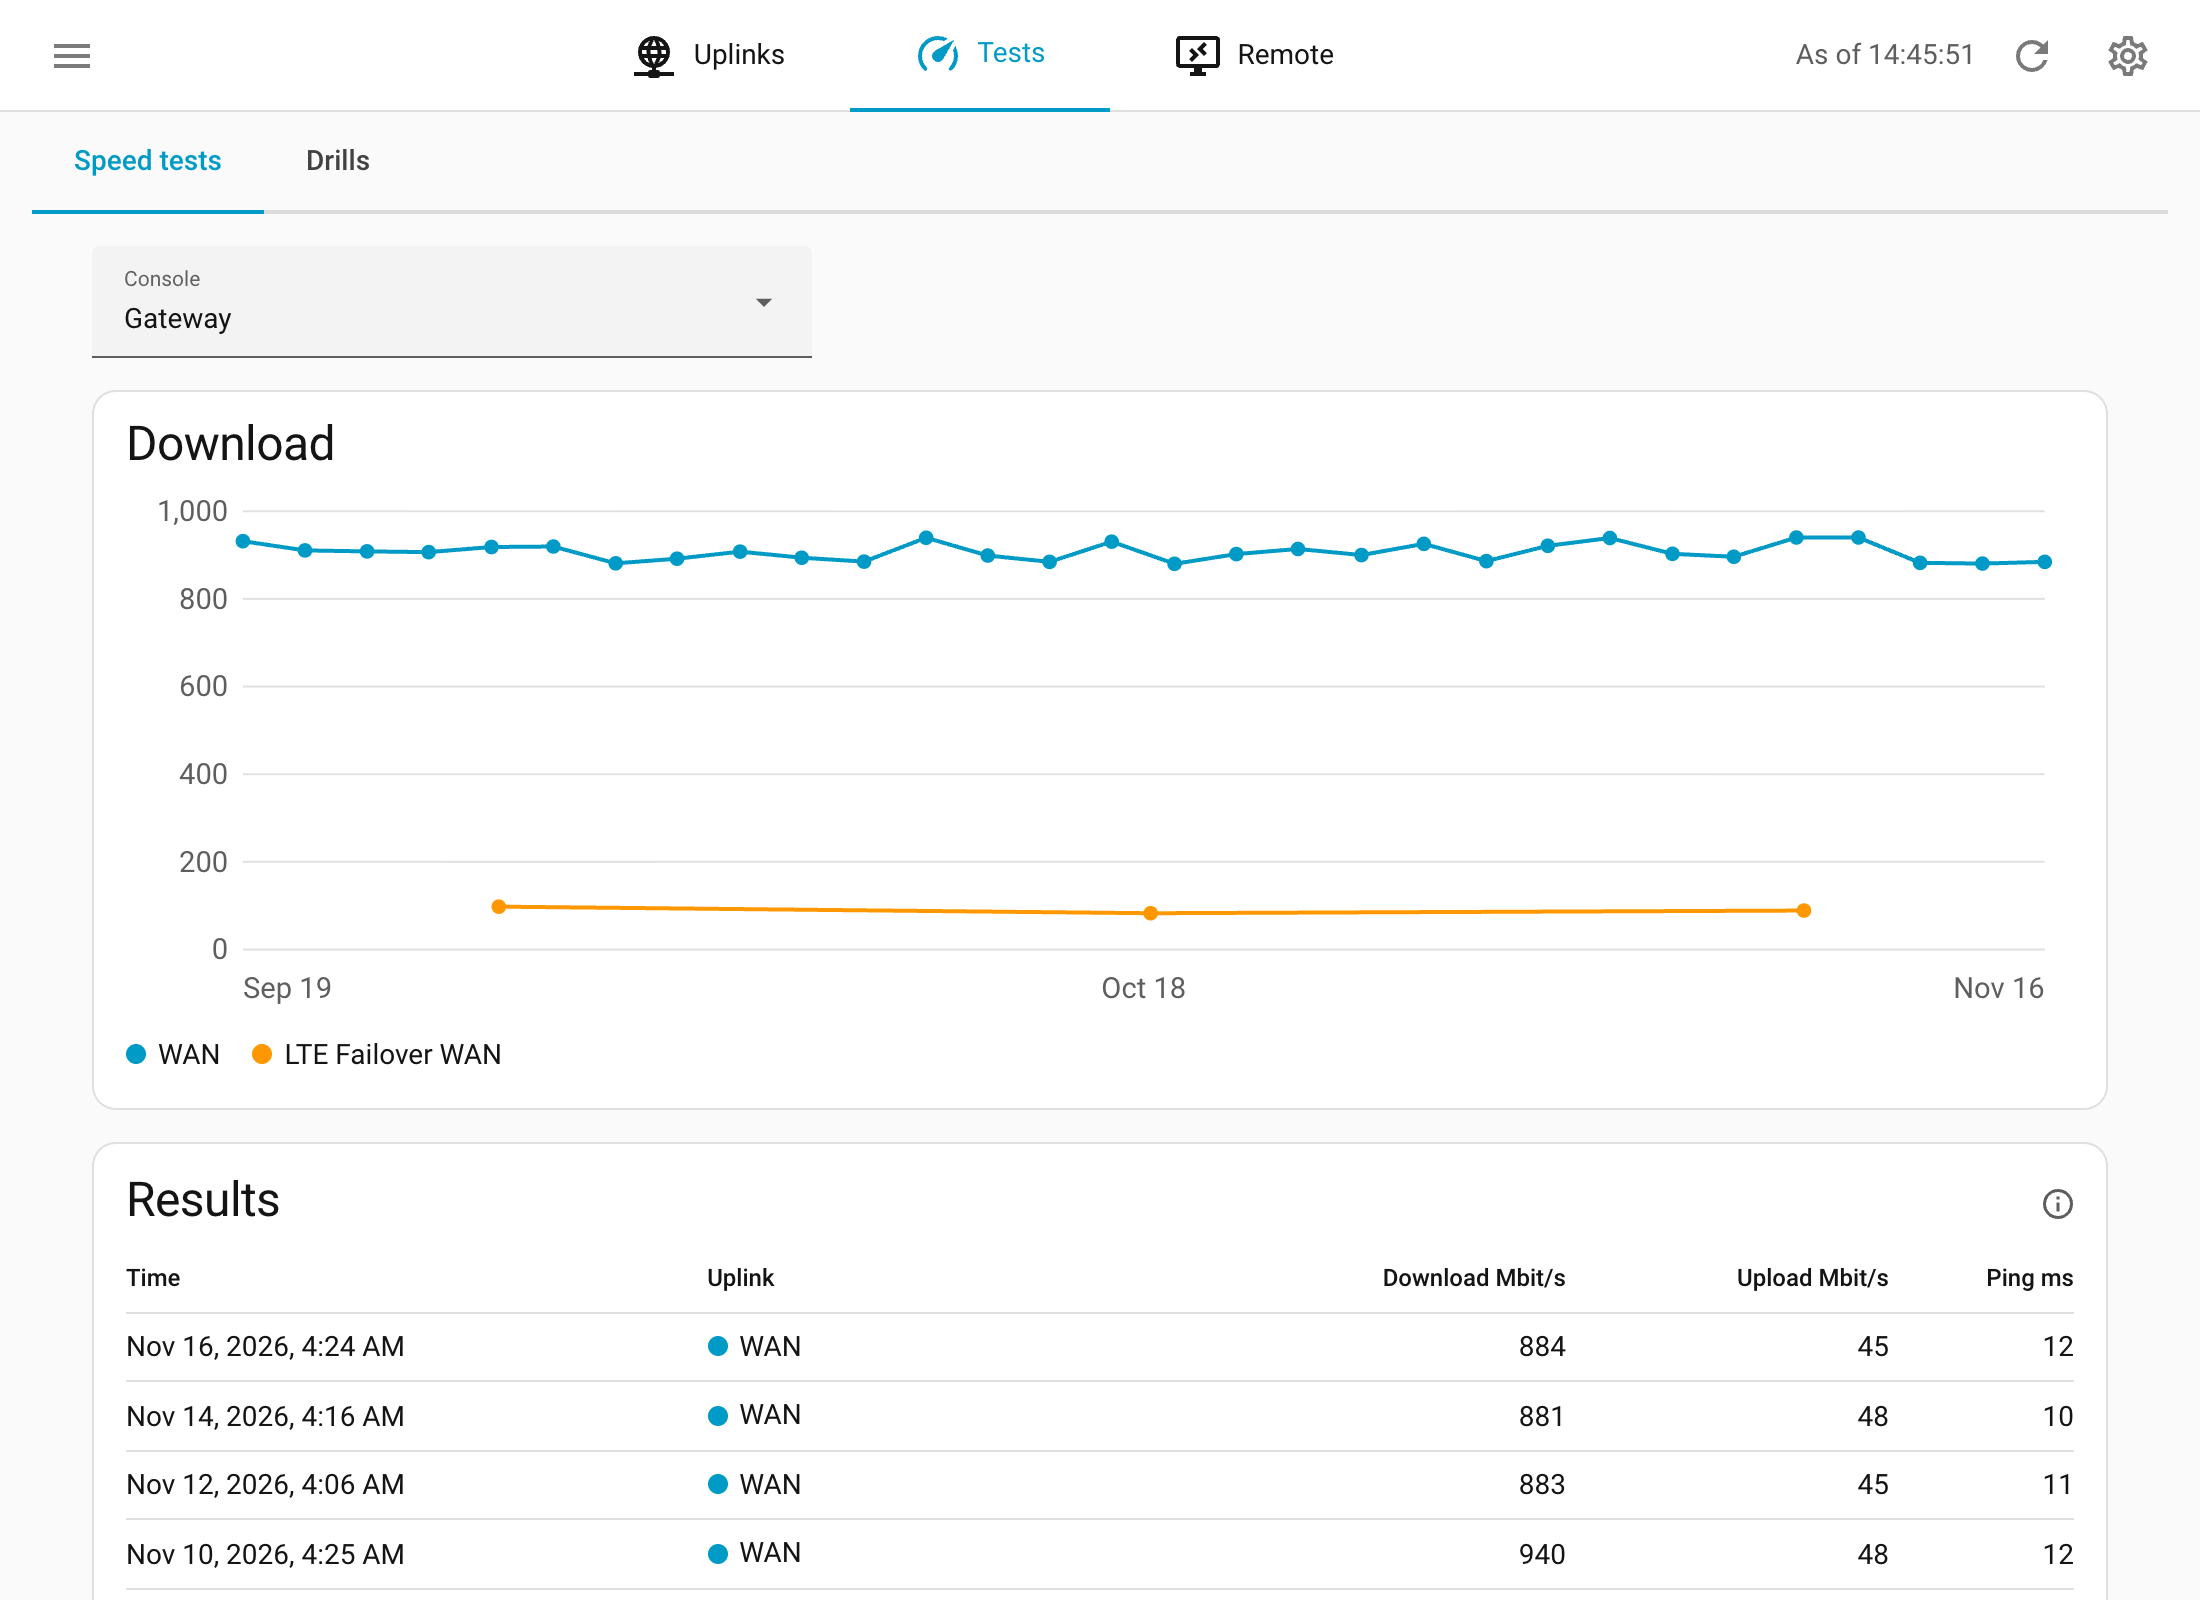 Uplinks
Tests
Remote
As of 14:45:51
Speed tests
Drills
Console
Gateway
Download
1,000
800
600
400
200
0
Sep 19 Oct 18 Nov 16
WAN LTE Failover WAN
Results
Time Uplink Download Mbit/s Upload Mbit/s Ping ms
Nov 16, 2026, 4:24 AM WAN 884 45 12
Nov 14, 2026, 4:16 AM WAN 881 48 10
Nov 12, 2026, 4:06 AM WAN 883 45 11
Nov 10, 2026, 4:25 AM WAN 940 48 12